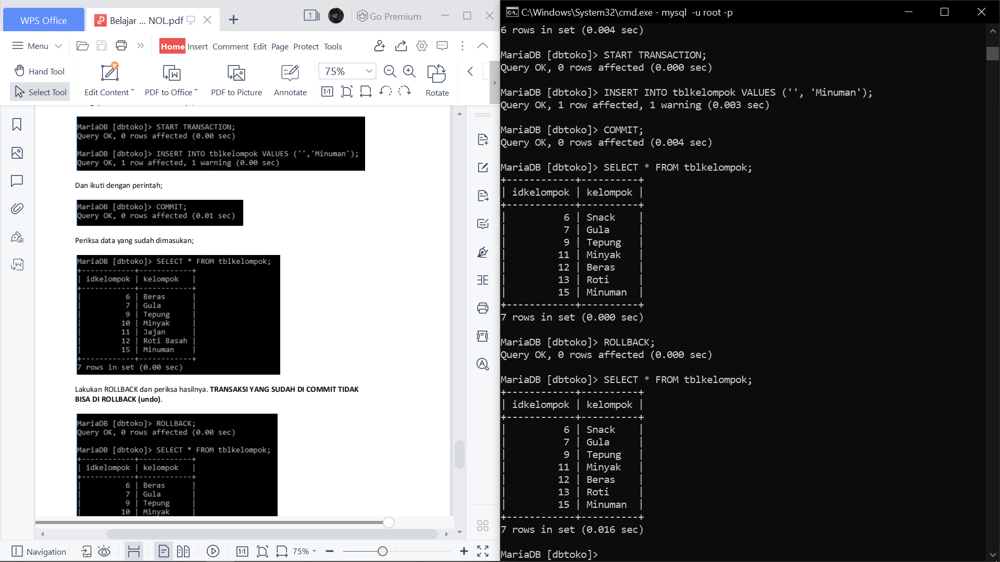 WPS Office
Belajar ... NOL.pdf
1
Go Premium
Menu
Home Insert Comment Edit Page Protect Tools
Hand Tool
Select Tool
Edit Content
PDF to Office
PDF to Picture
Annotate
75%
1:1
Rotate
MariaDB [dbtoko]> START TRANSACTION;
Query OK, 0 rows affected (0.00 sec)
MariaDB [dbtoko]> INSERT INTO tblkelompok VALUES ('','Minuman');
Query OK, 1 row affected, 1 warning (0.00 sec)
Dan ikuti dengan perintah;
MariaDB [dbtoko]> COMMIT;
Query OK, 0 rows affected (0.01 sec)
Periksa data yang sudah dimasukan;
MariaDB [dbtoko]> SELECT * FROM tblkelompok;
+------------+------------+
| idkelompok | kelompok   |
+------------+------------+
|          6 | Beras      |
|          7 | Gula       |
|          9 | Tepung     |
|         10 | Minyak     |
|         11 | Jajan      |
|         12 | Roti Basah |
|         15 | Minuman    |
+------------+------------+
7 rows in set (0.00 sec)
Lakukan ROLLBACK dan periksa hasilnya. TRANSAKSI YANG SUDAH DI COMMIT TIDAK
BISA DI ROLLBACK (undo).
MariaDB [dbtoko]> ROLLBACK;
Query OK, 0 rows affected (0.00 sec)
MariaDB [dbtoko]> SELECT * FROM tblkelompok;
+------------+------------+
| idkelompok | kelompok   |
+------------+------------+
|          6 | Beras      |
|          7 | Gula       |
|          9 | Tepung     |
|         10 | Minyak     |
Navigation
1:1
75%
C:\Windows\System32\cmd.exe - mysql  -u root -p
6 rows in set (0.004 sec)
MariaDB [dbtoko]> START TRANSACTION;
Query OK, 0 rows affected (0.000 sec)
MariaDB [dbtoko]> INSERT INTO tblkelompok VALUES ('', 'Minuman');
Query OK, 1 row affected, 1 warning (0.003 sec)
MariaDB [dbtoko]> COMMIT;
Query OK, 0 rows affected (0.004 sec)
MariaDB [dbtoko]> SELECT * FROM tblkelompok;
+------------+----------+
| idkelompok | kelompok |
+------------+----------+
|          6 | Snack    |
|          7 | Gula     |
|          9 | Tepung   |
|         11 | Minyak   |
|         12 | Beras    |
|         13 | Roti     |
|         15 | Minuman  |
+------------+----------+
7 rows in set (0.000 sec)
MariaDB [dbtoko]> ROLLBACK;
Query OK, 0 rows affected (0.000 sec)
MariaDB [dbtoko]> SELECT * FROM tblkelompok;
+------------+----------+
| idkelompok | kelompok |
+------------+----------+
|          6 | Snack    |
|          7 | Gula     |
|          9 | Tepung   |
|         11 | Minyak   |
|         12 | Beras    |
|         13 | Roti     |
|         15 | Minuman  |
+------------+----------+
7 rows in set (0.016 sec)
MariaDB [dbtoko]>